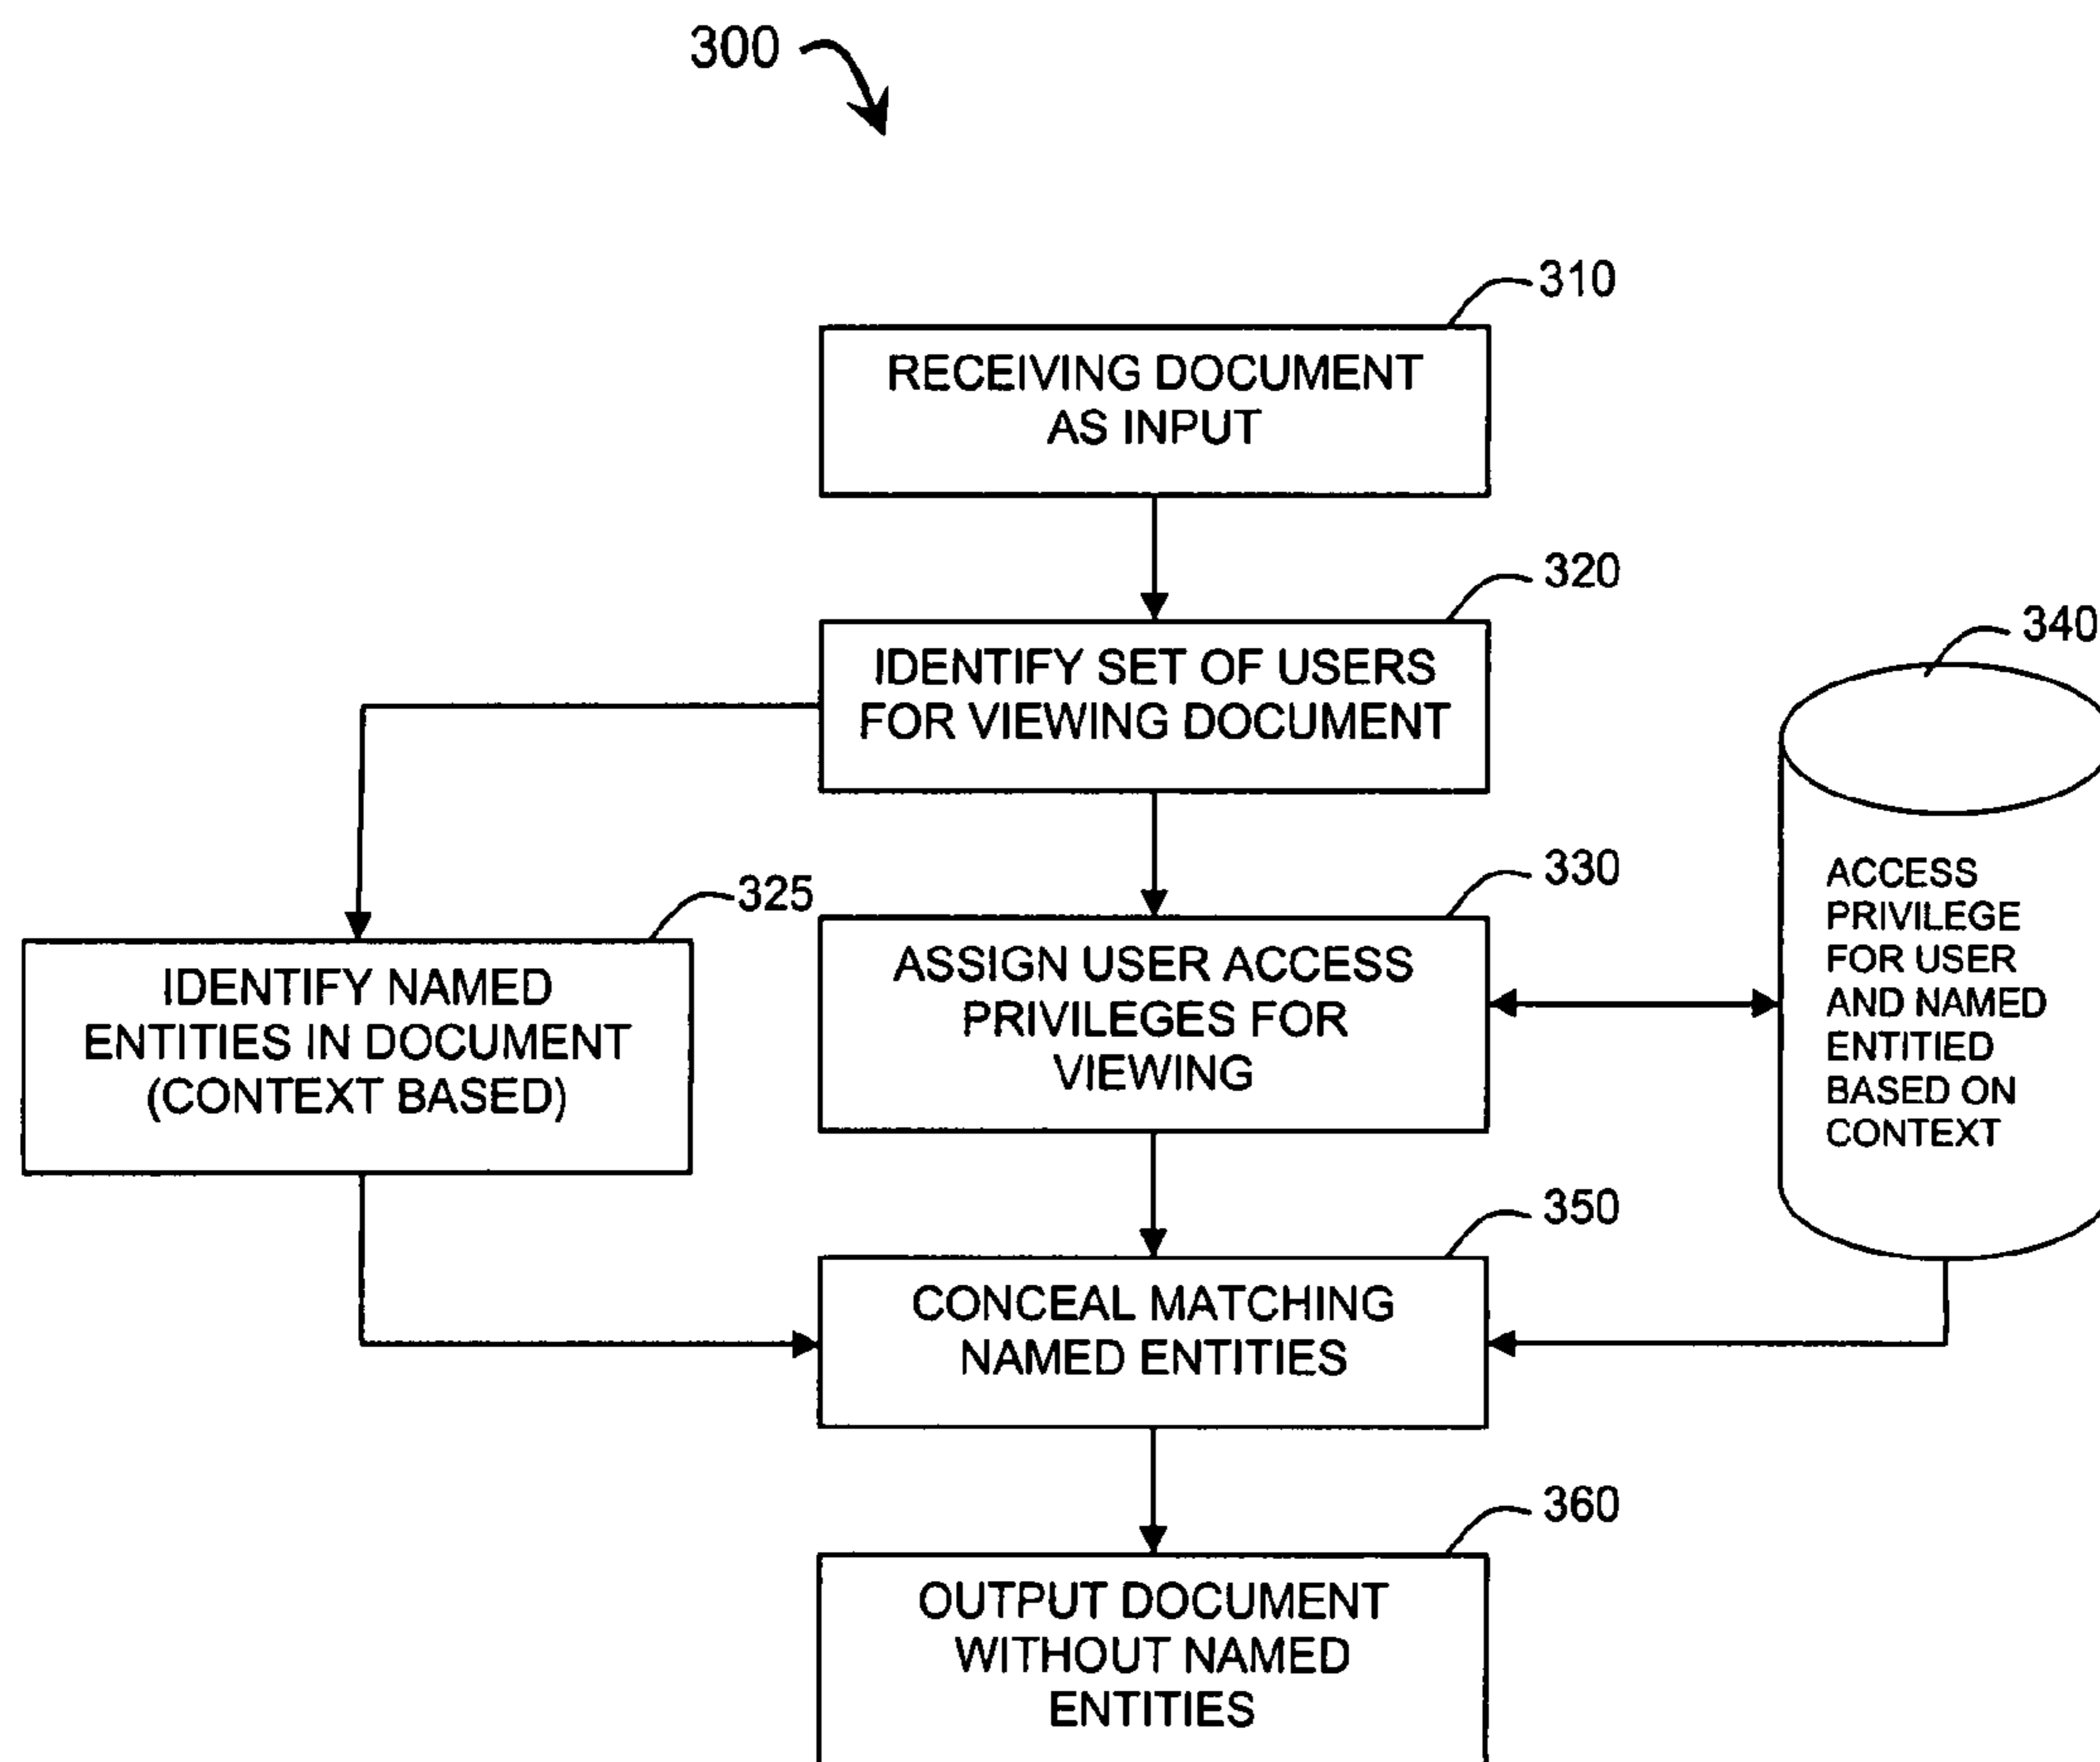 300
310
RECEIVING DOCUMENT
AS INPUT
320
IDENTIFY SET OF USERS
FOR VIEWING DOCUMENT
340
ACCESS
PRIVILEGE
FOR USER
AND NAMED
ENTITIED
BASED ON
CONTEXT
325
IDENTIFY NAMED
ENTITIES IN DOCUMENT
(CONTEXT BASED)
330
ASSIGN USER ACCESS
PRIVILEGES FOR
VIEWING
350
CONCEAL MATCHING
NAMED ENTITIES
360
OUTPUT DOCUMENT
WITHOUT NAMED
ENTITIES